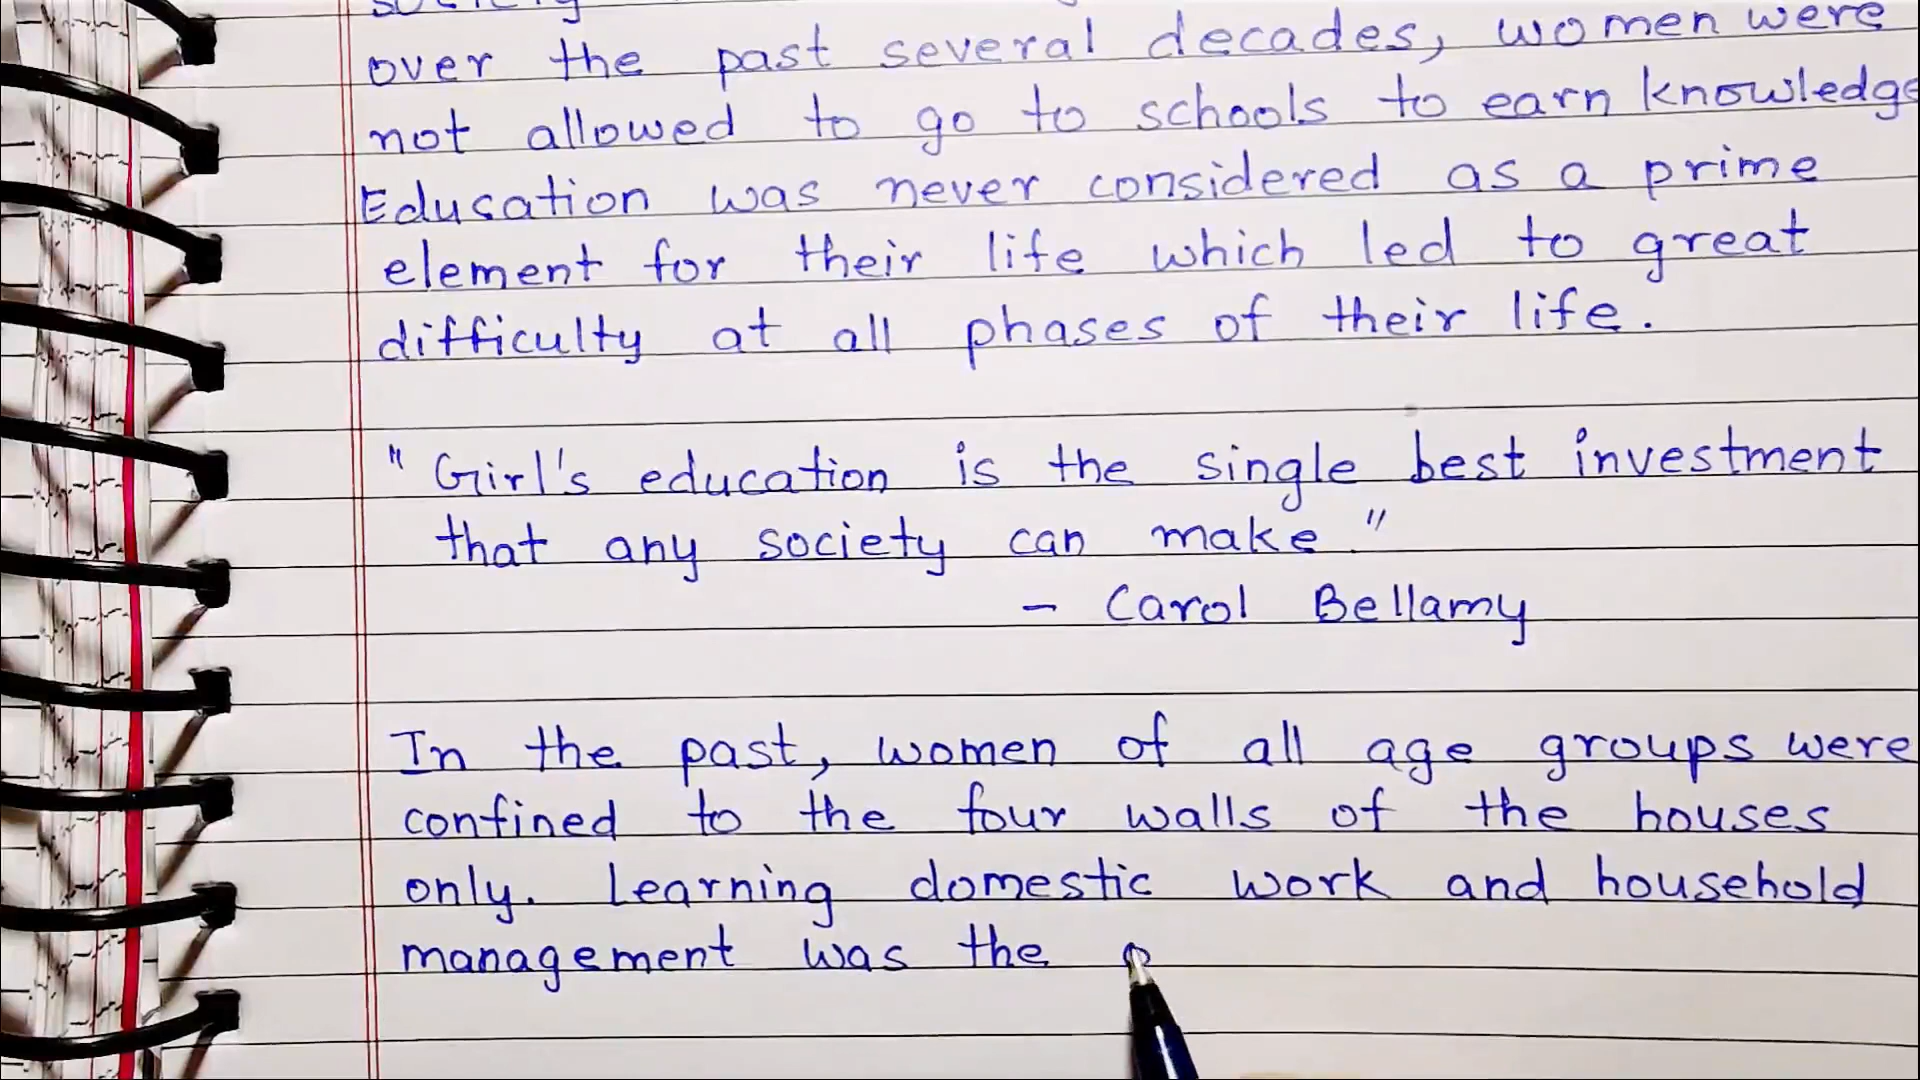 society
over the past several decades, women were
not allowed to go to schools to earn knowledge
Education was never considered as a prime
element for their life which led to great
difficulty at all phases of their life.
"Girl's education is the single best investment
that any society can make."
- Carol Bellamy
In the past, women of all age groups were
confined to the four walls of the houses
only. Learning domestic work and household
management was the